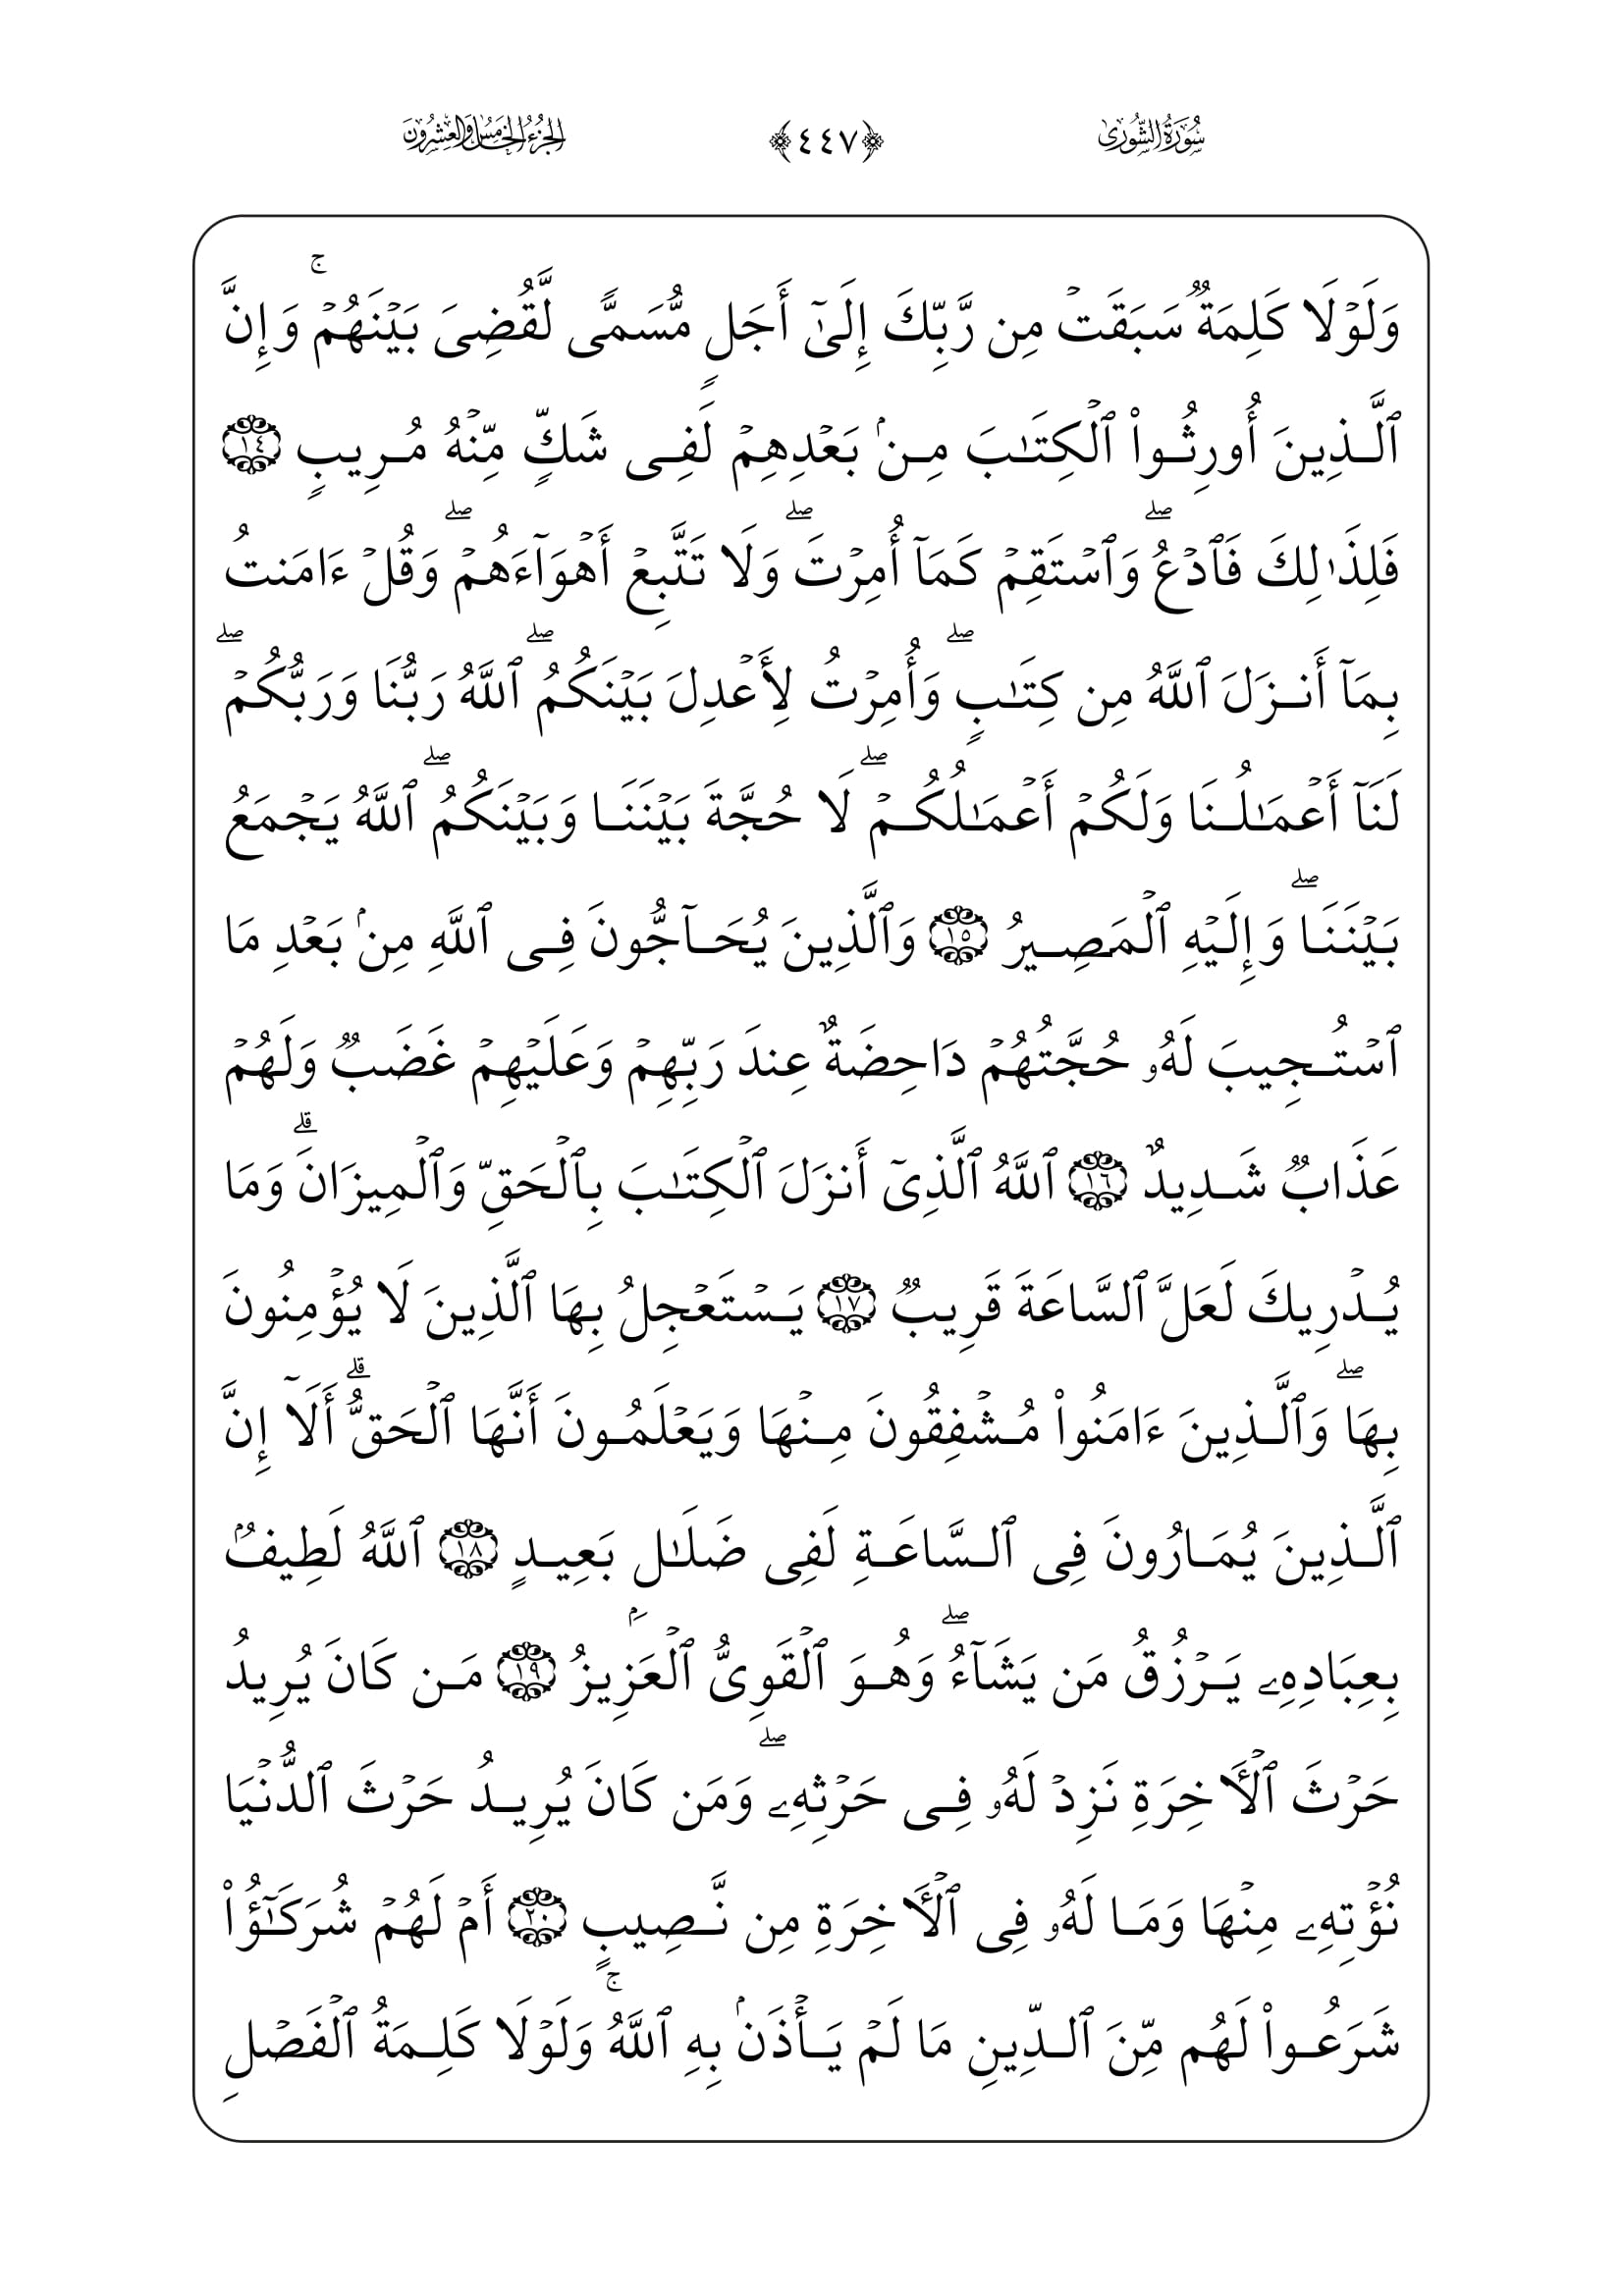 سُورَةُ الشُّورَىٰ ﴿٤٤٧﴾ الجُزْءُ الخَامِسُ وَالعِشْرُونَ
وَلَوۡلَا كَلِمَةٌ سَبَقَتۡ مِن رَّبِّكَ إِلَىٰٓ أَجَلٍ مُّسَمًّى لَّقُضِىَ بَيۡنَهُمۡۚ وَإِنَّ
ٱلَّذِينَ أُورِثُواْ ٱلۡكِتَـٰبَ مِنۢ بَعۡدِهِمۡ لَفِى شَكٍّ مِّنۡهُ مُرِيبٍ ١٤
فَلِذَٰلِكَ فَٱدۡعُۖ وَٱسۡتَقِمۡ كَمَآ أُمِرۡتَۖ وَلَا تَتَّبِعۡ أَهۡوَآءَهُمۡۖ وَقُلۡ ءَامَنتُ
بِمَآ أَنزَلَ ٱللَّهُ مِن كِتَـٰبٍۖ وَأُمِرۡتُ لِأَعۡدِلَ بَيۡنَكُمُۖ ٱللَّهُ رَبُّنَا وَرَبُّكُمۡۖ
لَنَآ أَعۡمَـٰلُنَا وَلَكُمۡ أَعۡمَـٰلُكُمۡۖ لَا حُجَّةَ بَيۡنَنَا وَبَيۡنَكُمُۖ ٱللَّهُ يَجۡمَعُ
بَيۡنَنَاۖ وَإِلَيۡهِ ٱلۡمَصِيرُ ١٥ وَٱلَّذِينَ يُحَآجُّونَ فِى ٱللَّهِ مِنۢ بَعۡدِ مَا
ٱسۡتُجِيبَ لَهُۥ حُجَّتُهُمۡ دَاحِضَةٌ عِندَ رَبِّهِمۡ وَعَلَيۡهِمۡ غَضَبٌ وَلَهُمۡ
عَذَابٌ شَدِيدٌ ١٦ ٱللَّهُ ٱلَّذِىٓ أَنزَلَ ٱلۡكِتَـٰبَ بِٱلۡحَقِّ وَٱلۡمِيزَانَۗ وَمَا
يُدۡرِيكَ لَعَلَّ ٱلسَّاعَةَ قَرِيبٌ ١٧ يَسۡتَعۡجِلُ بِهَا ٱلَّذِينَ لَا يُؤۡمِنُونَ
بِهَاۖ وَٱلَّذِينَ ءَامَنُواْ مُشۡفِقُونَ مِنۡهَا وَيَعۡلَمُونَ أَنَّهَا ٱلۡحَقُّۗ أَلَآ إِنَّ
ٱلَّذِينَ يُمَارُونَ فِى ٱلسَّاعَةِ لَفِى ضَلَـٰلٍ بَعِيدٍ ١٨ ٱللَّهُ لَطِيفُۢ
بِعِبَادِهِۦ يَرۡزُقُ مَن يَشَآءُۖ وَهُوَ ٱلۡقَوِىُّ ٱلۡعَزِيزُ ١٩ مَن كَانَ يُرِيدُ
حَرۡثَ ٱلۡأَخِرَةِ نَزِدۡ لَهُۥ فِى حَرۡثِهِۦۖ وَمَن كَانَ يُرِيدُ حَرۡثَ ٱلدُّنۡيَا
نُؤۡتِهِۦ مِنۡهَا وَمَا لَهُۥ فِى ٱلۡأَخِرَةِ مِن نَّصِيبٍ ٢٠ أَمۡ لَهُمۡ شُرَكَـٰٓؤُاْ
شَرَعُواْ لَهُم مِّنَ ٱلدِّينِ مَا لَمۡ يَأۡذَنۢ بِهِ ٱللَّهُۚ وَلَوۡلَا كَلِمَةُ ٱلۡفَصۡلِ